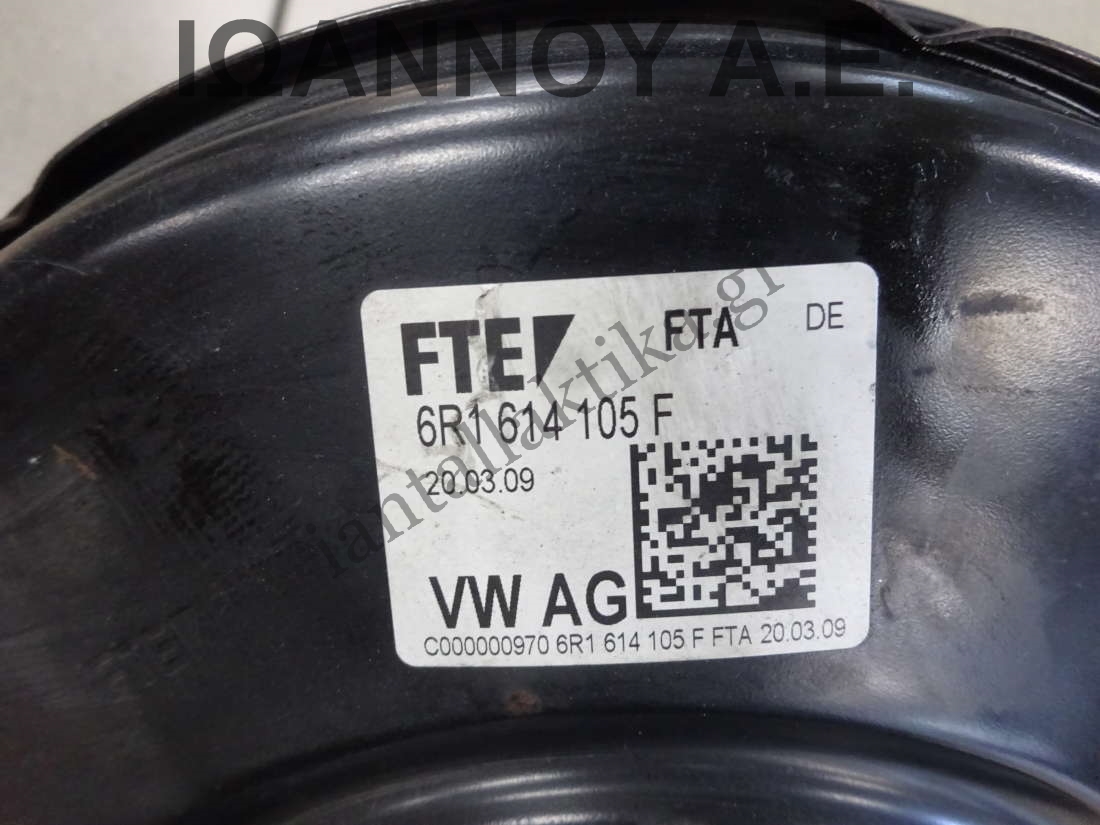 ΙΩΑΝΝΟΥ Α.Ε.
FTE FTA DE
6R1 614 105 F
20.03.09
antallaktika.gr
VW AG
C000000970 6R1 614 105 F FTA 20.03.09